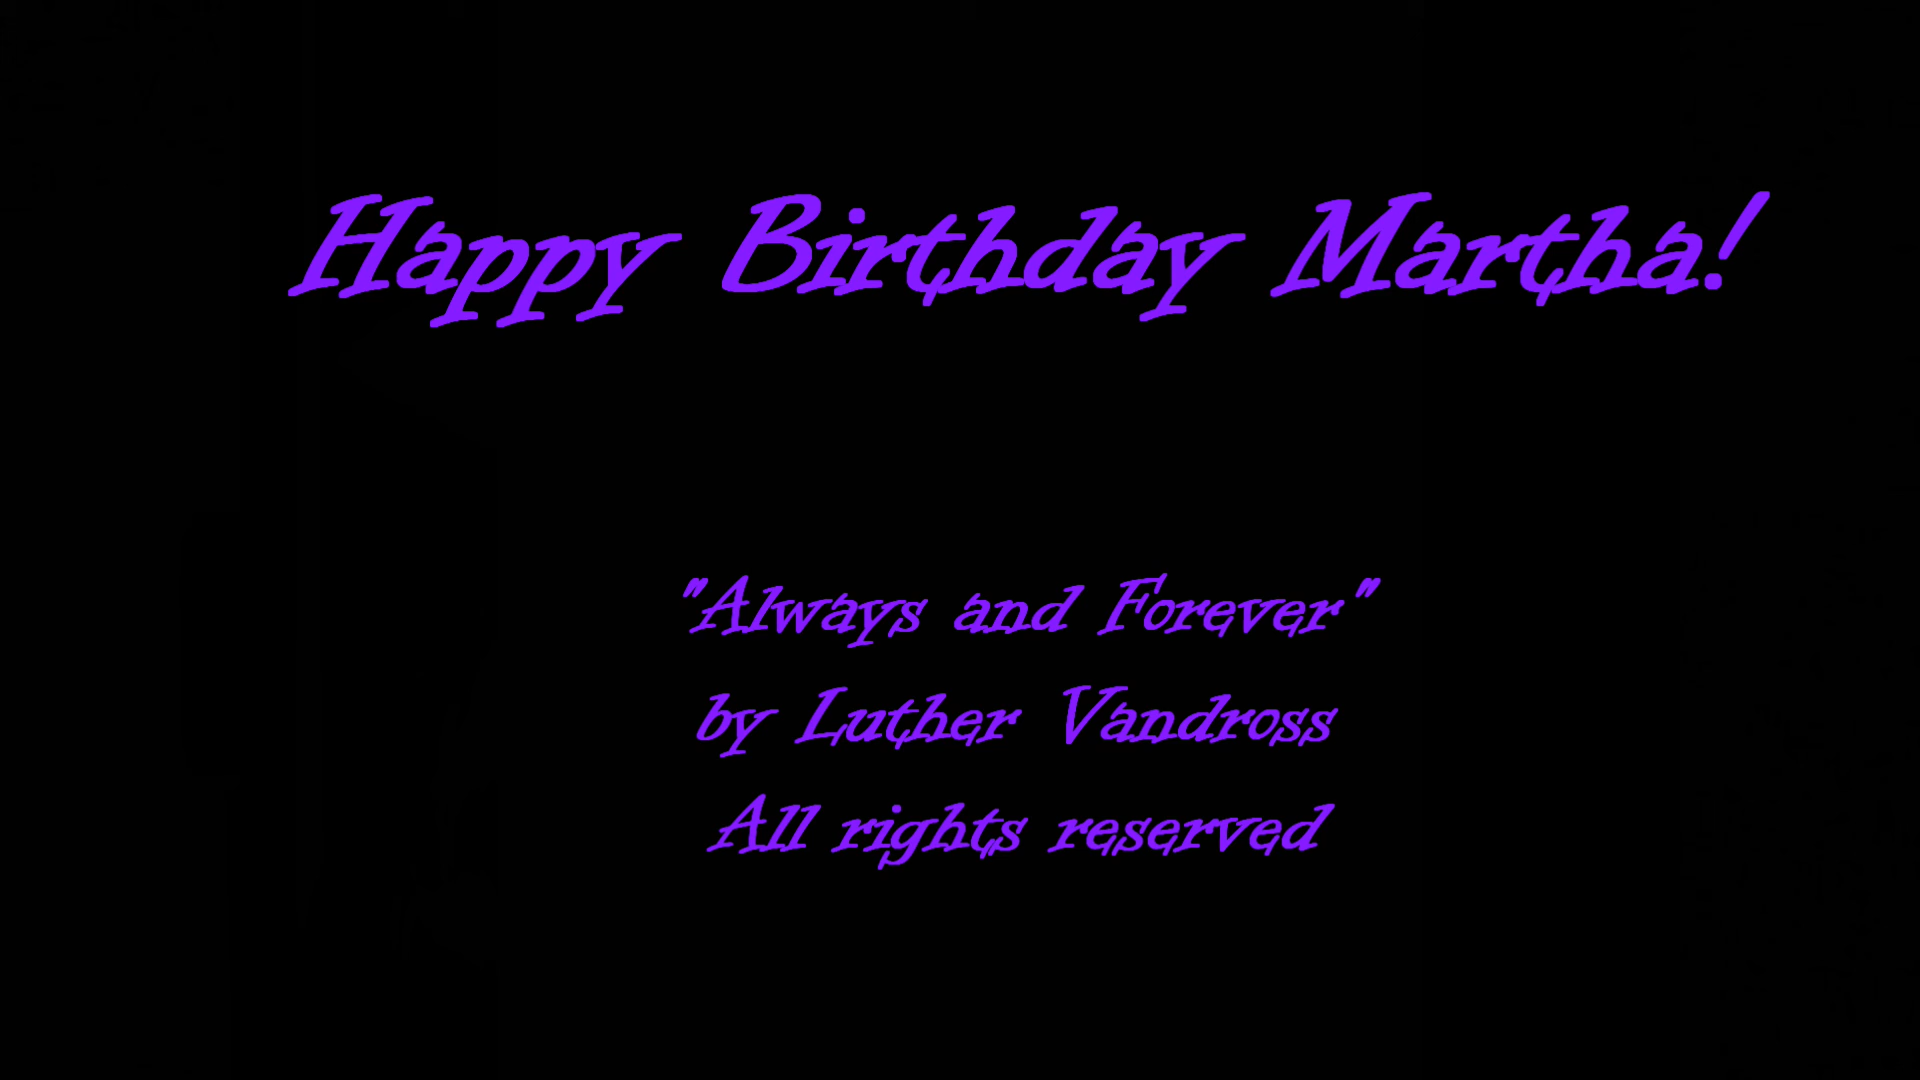 Happy Birthday Martha!
"Always and Forever"
by Luther Vandross
All rights reserved